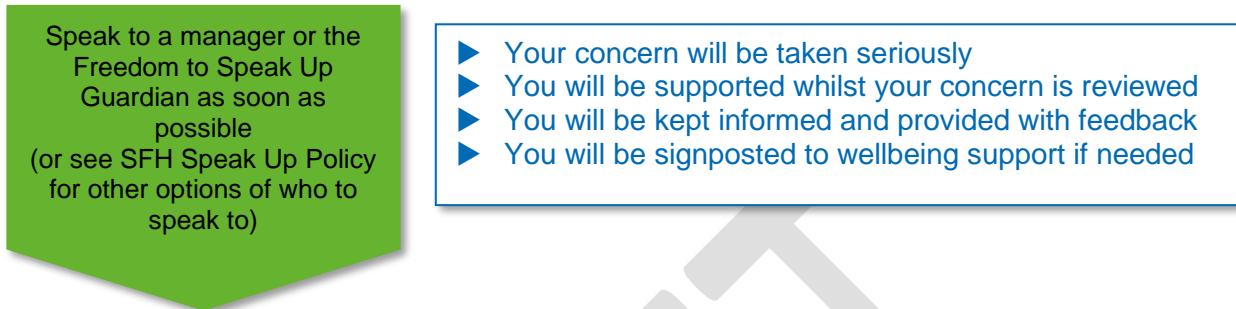 Speak to a manager or the
Freedom to Speak Up
Guardian as soon as
possible
(or see SFH Speak Up Policy
for other options of who to
speak to)
▶ Your concern will be taken seriously
▶ You will be supported whilst your concern is reviewed
▶ You will be kept informed and provided with feedback
▶ You will be signposted to wellbeing support if needed